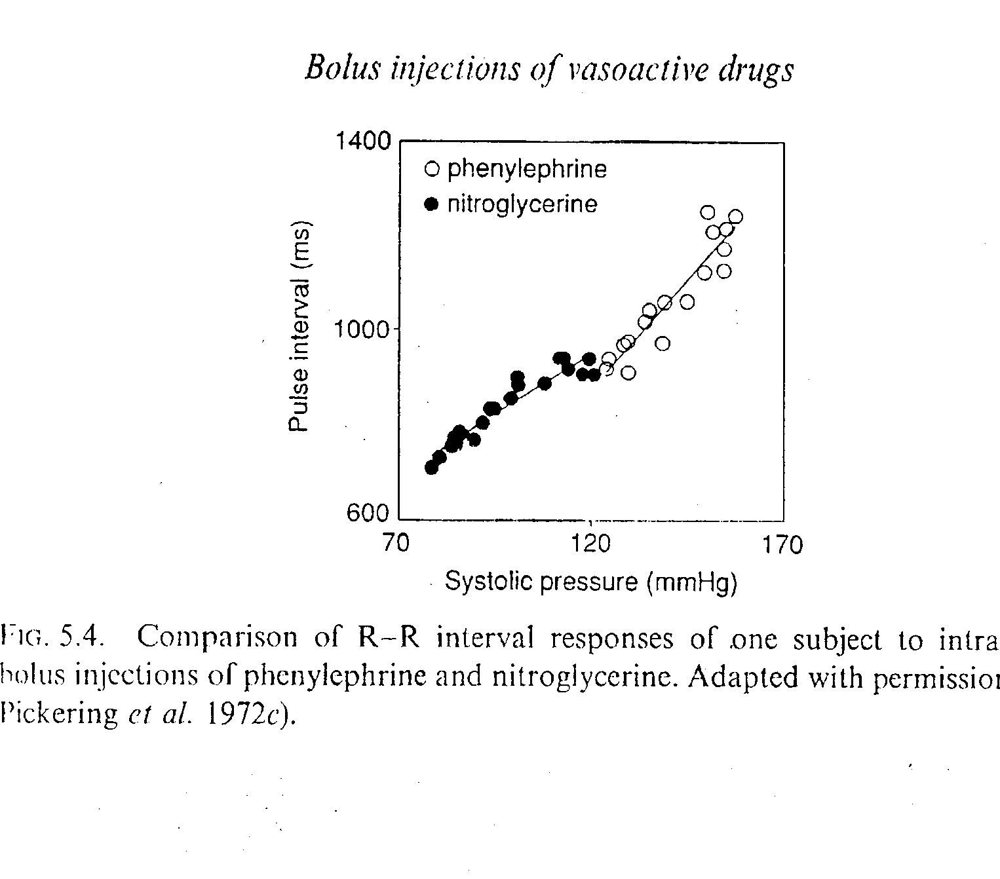 Bolus injections of vasoactive drugs
1400
phenylephrine
nitroglycerine
Pulse interval (ms)
1000
600
70 120 170
Systolic pressure (mmHg)
FIG. 5.4. Comparison of R–R interval responses of one subject to intra
bolus injections of phenylephrine and nitroglycerine. Adapted with permission
Pickering et al. 1972c).